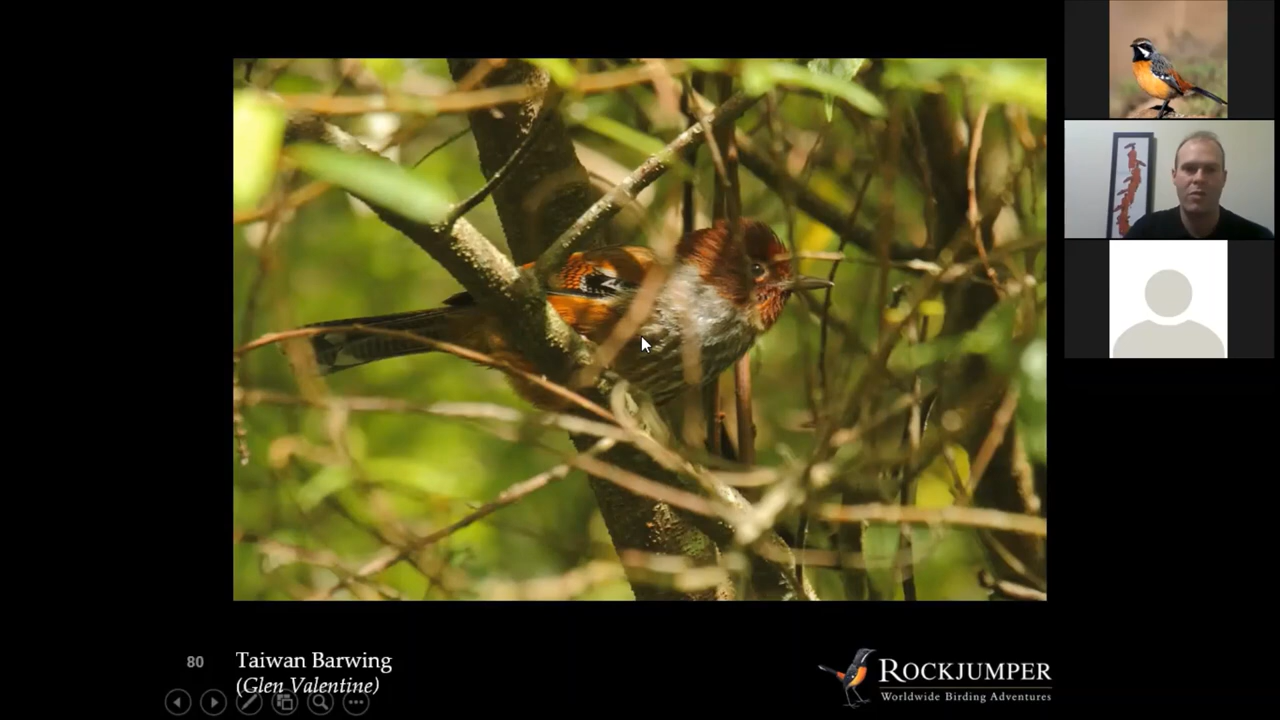 80
Taiwan Barwing
(Glen Valentine)
ROCKJUMPER
Worldwide Birding Adventures